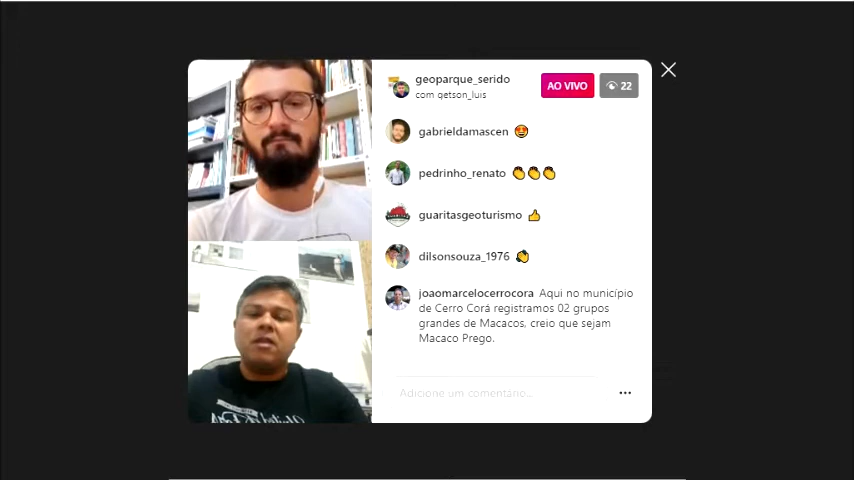 geoparque_serido
com qetson_luis
AO VIVO
22
gabrieldamascen 🤩
pedrinho_renato 👏👏👏
guaritasgeoturismo 👍
dilsonsouza_1976 👏
joaomarcelocerrocora Aqui no município
de Cerro Corá registramos 02 grupos
grandes de Macacos, creio que sejam
Macaco Prego.
Adicione um comentário...